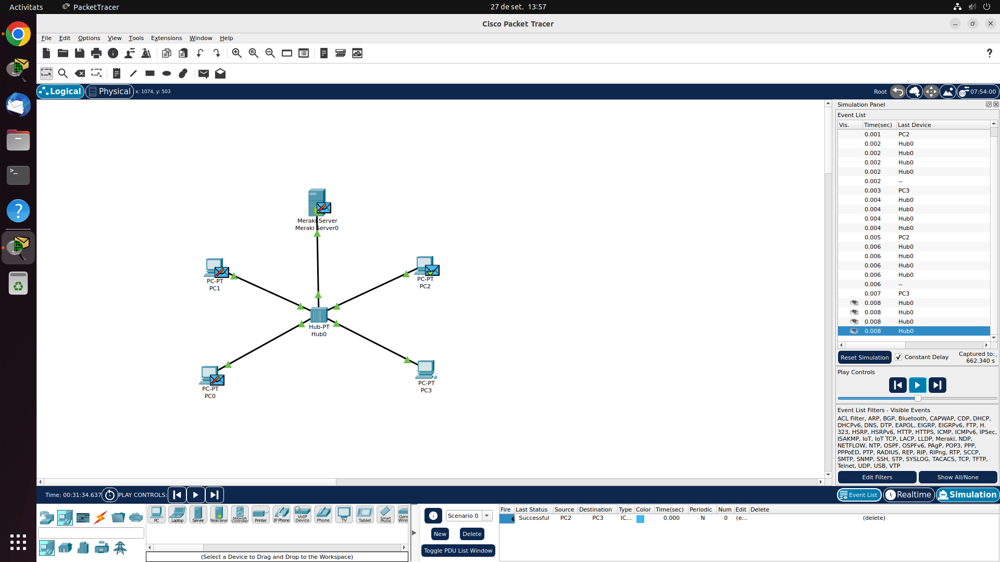 Activitats
PacketTracer
27 de set. 13:57
Cisco Packet Tracer
File Edit Options View Tools Extensions Window Help
Logical
Physical
x: 1074, y: 503
Root
07:54:00
Simulation Panel
Event List
Vis. Time(sec) Last Device
0.001 PC2
0.002 Hub0
0.002 Hub0
0.002 Hub0
0.002 Hub0
0.002 --
0.003 PC3
0.004 Hub0
0.004 Hub0
0.004 Hub0
0.004 Hub0
0.005 PC2
0.006 Hub0
0.006 Hub0
0.006 Hub0
0.006 Hub0
0.006 --
0.007 PC3
0.008 Hub0
0.008 Hub0
0.008 Hub0
0.008 Hub0
Reset Simulation
Constant Delay
Captured to:
662.340 s
Play Controls
Event List Filters - Visible Events
ACL Filter, ARP, BGP, Bluetooth, CAPWAP, CDP, DHCP,
DHCPv6, DNS, DTP, EAPOL, EIGRP, EIGRPv6, FTP, H.
323, HSRP, HSRPv6, HTTP, HTTPS, ICMP, ICMPv6, IPSec,
ISAKMP, IoT, IoT TCP, LACP, LLDP, Meraki, NDP,
NETFLOW, NTP, OSPF, OSPFv6, PAgP, POP3, PPP,
PPPoED, PTP, RADIUS, REP, RIP, RIPng, RTP, SCCP,
SMTP, SNMP, SSH, STP, SYSLOG, TACACS, TCP, TFTP,
Telnet, UDP, USB, VTP
Edit Filters
Show All/None
Meraki-Server
Meraki Server0
PC-PT
PC1
PC-PT
PC2
Hub-PT
Hub0
PC-PT
PC0
PC-PT
PC3
Time: 00:31:34.637
PLAY CONTROLS:
Event List
Realtime
Simulation
PC
Laptop
Server
Meraki Server
Network Controller
Printer
IP Phone
VoIP Device
Phone
TV
Tablet
Smart Phone
(Select a Device to Drag and Drop to the Workspace)
Scenario 0
New
Delete
Toggle PDU List Window
Fire Last Status Source Destination Type Color Time(sec) Periodic Num Edit Delete
Successful PC2 PC3 IC... 0.000 N 0 (e... (delete)